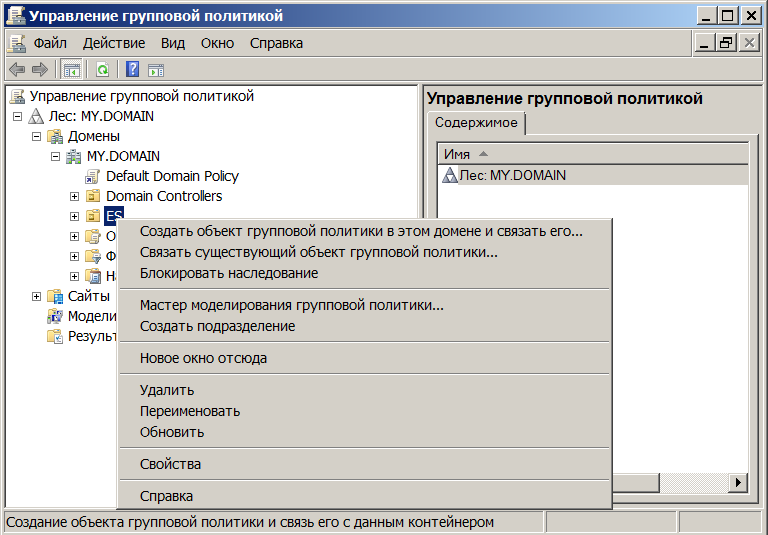 Управление групповой политикой
Файл Действие Вид Окно Справка
Управление групповой политикой
Лес: MY.DOMAIN
Домены
MY.DOMAIN
Default Domain Policy
Domain Controllers
ES
О
Ф
На
Сайты
Модели
Результ
Управление групповой политикой
Содержимое
Имя
Лес: MY.DOMAIN
Создать объект групповой политики в этом домене и связать его...
Связать существующий объект групповой политики...
Блокировать наследование
Мастер моделирования групповой политики...
Создать подразделение
Новое окно отсюда
Удалить
Переименовать
Обновить
Свойства
Справка
Создание объекта групповой политики и связь его с данным контейнером